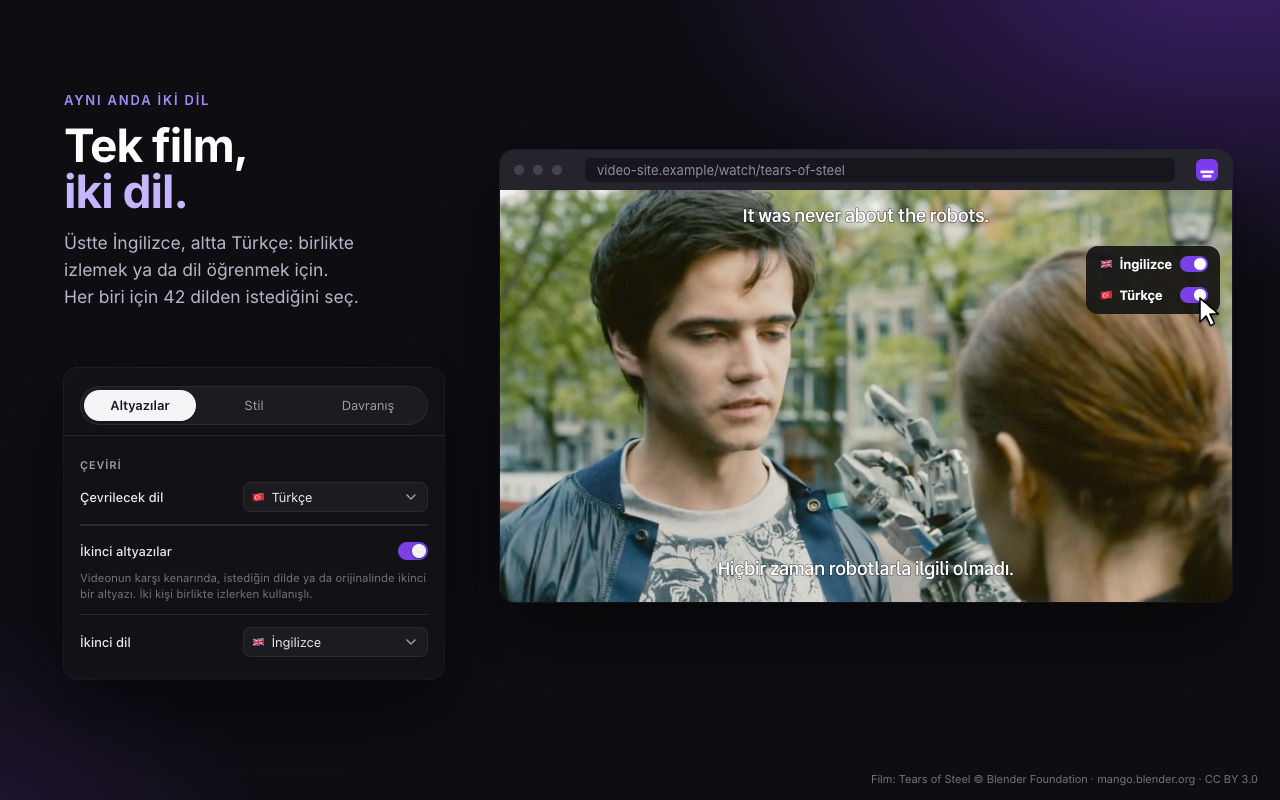 AYNI ANDA İKİ DİL
Tek film,
iki dil.
Üstte İngilizce, altta Türkçe: birlikte
izlemek ya da dil öğrenmek için.
Her biri için 42 dilden istediğini seç.
Altyazılar
Stil
Davranış
ÇEVİRİ
Çevrilecek dil
Türkçe
İkinci altyazılar
Videonun karşı kenarında, istediğin dilde ya da orijinalinde ikinci
bir altyazı. İki kişi birlikte izlerken kullanışlı.
İkinci dil
İngilizce
video-site.example/watch/tears-of-steel
It was never about the robots.
İngilizce
Türkçe
Hiçbir zaman robotlarla ilgili olmadı.
Film: Tears of Steel © Blender Foundation · mango.blender.org · CC BY 3.0